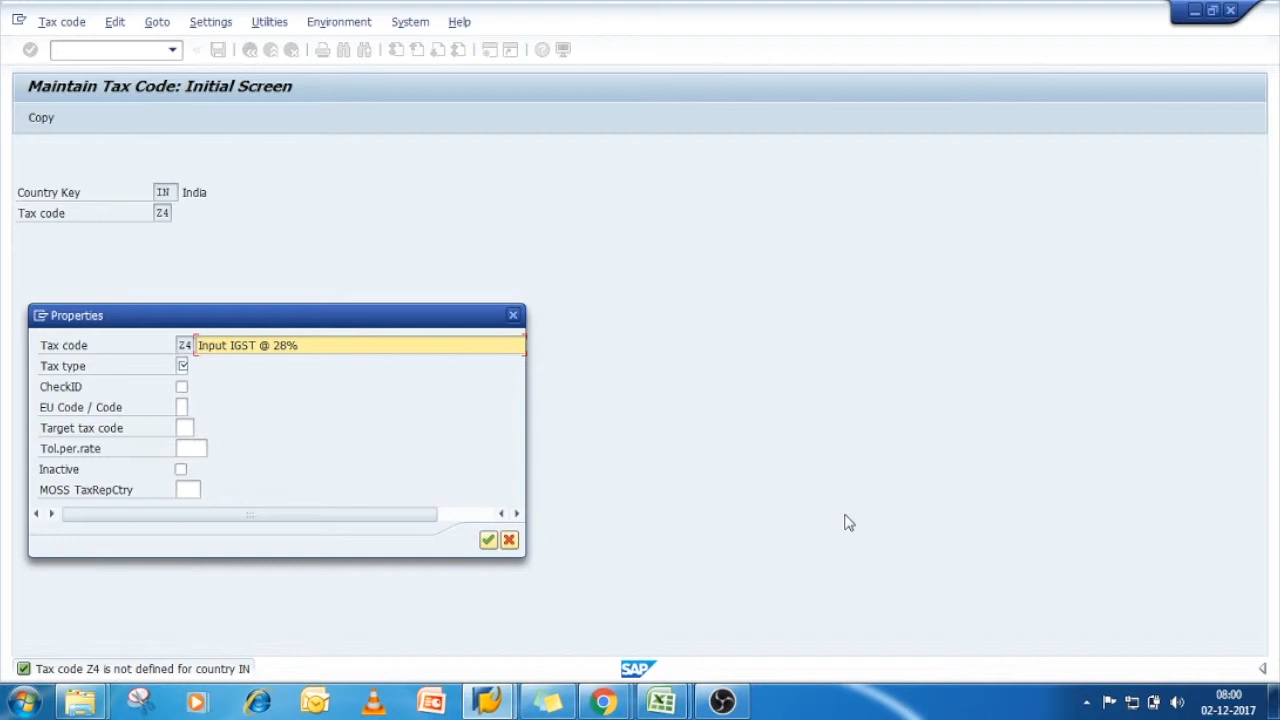 Tax code Edit Goto Settings Utilities Environment System Help
Maintain Tax Code: Initial Screen
Copy
Country Key IN India
Tax code Z4
Properties
Tax code Z4 Input IGST @ 28%
Tax type
CheckID
EU Code / Code
Target tax code
Tol.per.rate
Inactive
MOSS TaxRepCtry
Tax code Z4 is not defined for country IN
SAP
08:00
02-12-2017